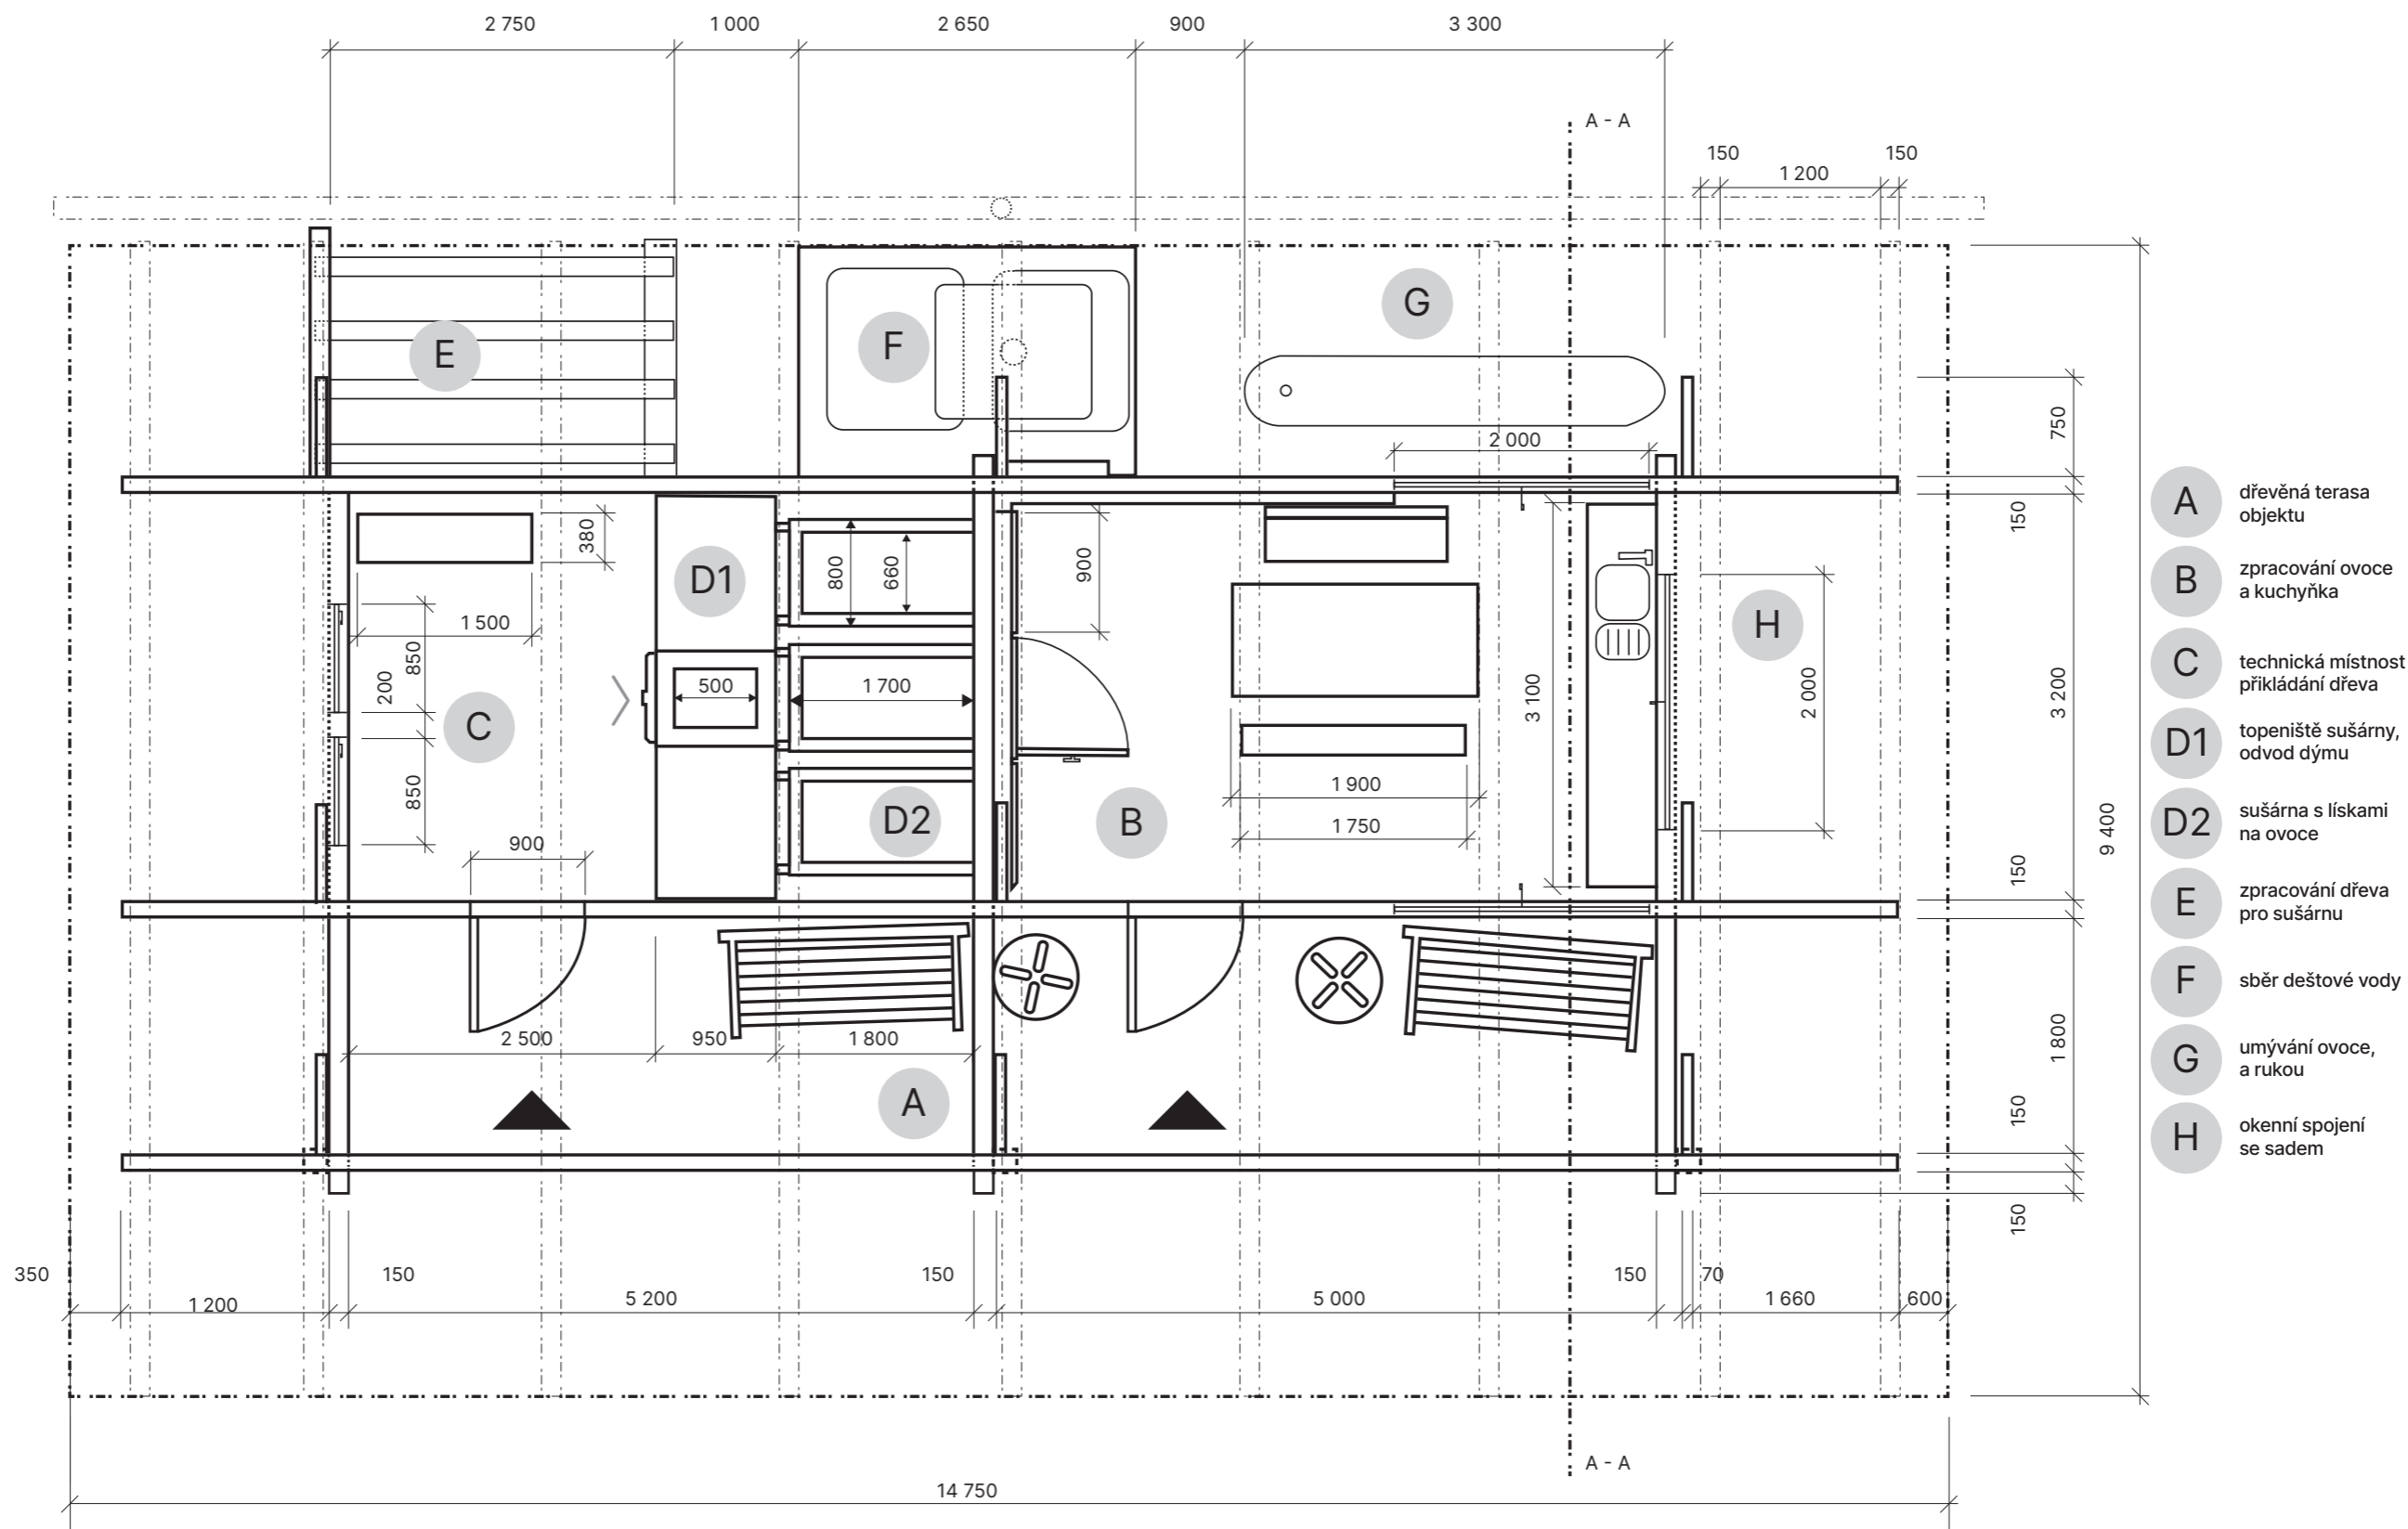 2 750 1 000 2 650 900 3 300
A - A
150 150
1 200
2 000
750
E
F
G
150
380
D1
800
660
900
H
1 500
850
200
500
1 700
3 100
2 000
3 200
C
850
D2
B
1 900
1 750
900
150
9 400
2 500 950 1 800
1 800
A
150
150
350 150 150 150 70
1 200 5 200 5 000 1 660 600
A - A
14 750
A
dřevěná terasa
objektu
B
zpracování ovoce
a kuchyňka
C
technická místnost
přikládání dřeva
D1
topeniště sušárny,
odvod dýmu
D2
sušárna s lískami
na ovoce
E
zpracování dřeva
pro sušárnu
F
sběr deštové vody
G
umývání ovoce,
a rukou
H
okenní spojení
se sadem